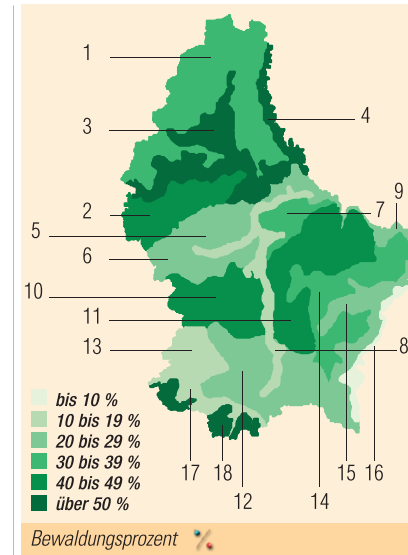 1
3
4
2
7
9
5
6
10
11
13
8
bis 10 %
10 bis 19 %
20 bis 29 %
30 bis 39 %
40 bis 49 %
über 50 %
17
18
12
14
15
16
Bewaldungsprozent %